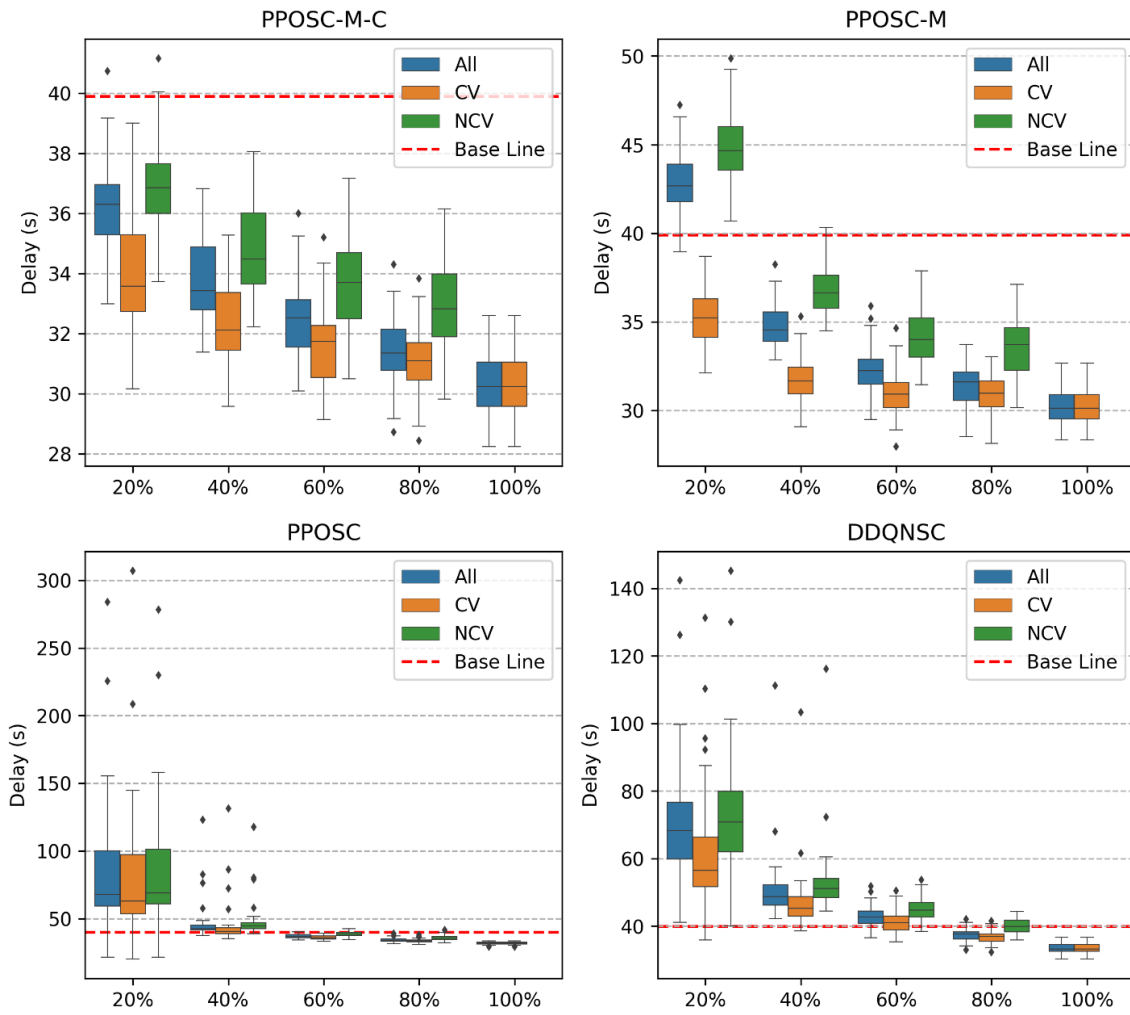 PPOSC-M-C
Delay (s)
40
38
36
34
32
30
28
All
CV
NCV
Base Line
20%
40%
60%
80%
100%
PPOSC-M
Delay (s)
50
45
40
35
30
All
CV
NCV
Base Line
20%
40%
60%
80%
100%
PPOSC
Delay (s)
300
250
200
150
100
50
All
CV
NCV
Base Line
20%
40%
60%
80%
100%
DDQNSC
Delay (s)
140
120
100
80
60
40
All
CV
NCV
Base Line
20%
40%
60%
80%
100%